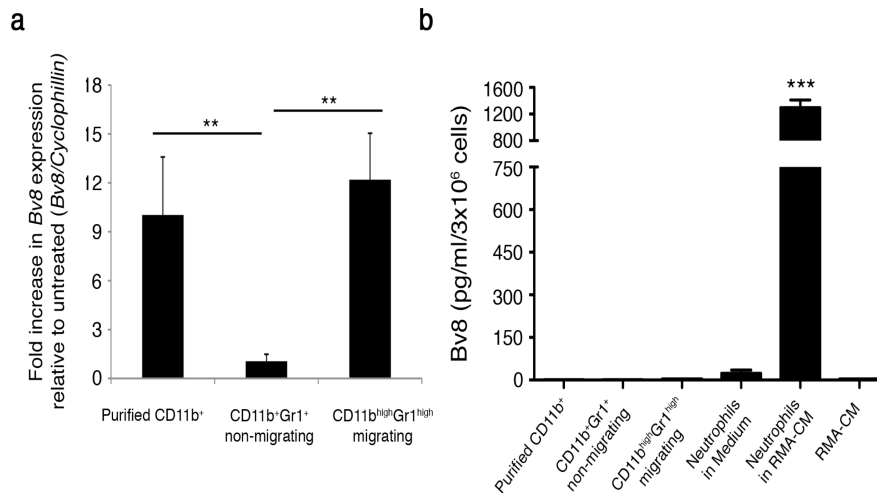 a
b
Fold increase in Bv8 expression
relative to untreated (Bv8/Cyclophillin)
18
15
12
9
6
3
0
**
**
Purified CD11b⁺
CD11b⁺Gr1⁺
non-migrating
CD11bʰⁱᵍʰGr1ʰⁱᵍʰ
migrating
Bv8 (pg/ml/3x10⁶ cells)
1600
1200
800
750
600
450
300
150
0
***
Purified CD11b⁺
CD11b⁺Gr1⁺
non-migrating
CD11bʰⁱᵍʰGr1ʰⁱᵍʰ
migrating
Neutrophils
in Medium
Neutrophils
in RMA-CM
RMA-CM